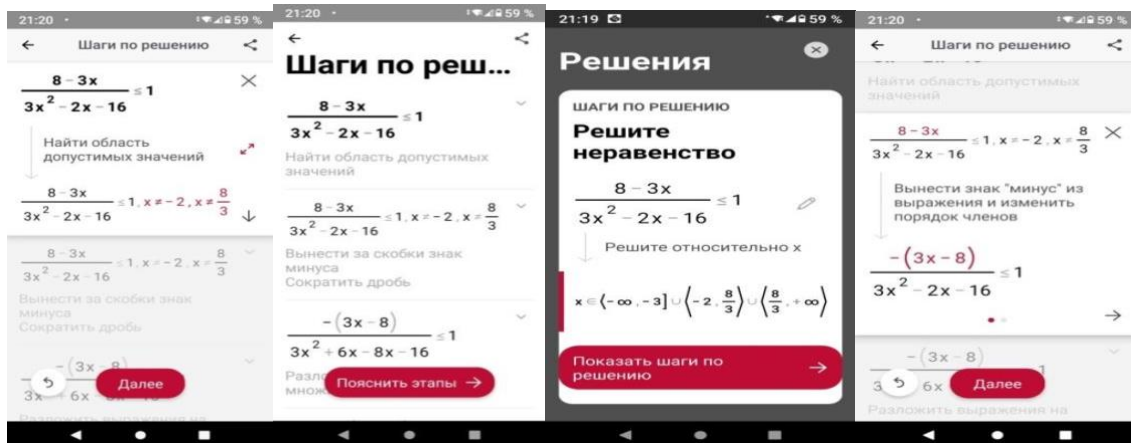 21:20
59 %
← Шаги по решению
8 - 3x
3x² - 2x - 16 ≤ 1
Найти область
допустимых значений
8 - 3x
3x² - 2x - 16 ≤ 1, x ≠ -2, x ≠ 8/3
8 - 3x
3x² - 2x - 16 ≤ 1, x ≠ -2, x ≠ 8/3
Вынести за скобки знак
минуса
Сократить дробь
-(3x - 8)
Далее
21:20
59 %
Шаги по реш...
8 - 3x
3x² - 2x - 16 ≤ 1
Найти область допустимых
значений
8 - 3x
3x² - 2x - 16 ≤ 1, x ≠ -2, x ≠ 8/3
Вынести за скобки знак
минуса
Сократить дробь
-(3x - 8)
3x² + 6x - 8x - 16 ≤ 1
Пояснить этапы →
21:19
59 %
Решения
ШАГИ ПО РЕШЕНИЮ
Решите
неравенство
8 - 3x
3x² - 2x - 16 ≤ 1
Решите относительно x
x ∈ ⟨-∞, -3] ∪ ⟨-2, 8/3⟩ ∪ ⟨8/3, +∞⟩
Показать шаги по
решению →
21:20
59 %
← Шаги по решению
Найти область допустимых
значений
8 - 3x
3x² - 2x - 16 ≤ 1, x ≠ -2, x ≠ 8/3
Вынести знак "минус" из
выражения и изменить
порядок членов
-(3x - 8)
3x² - 2x - 16 ≤ 1
-(3x - 8)
6x
Далее
Разложить выражения на